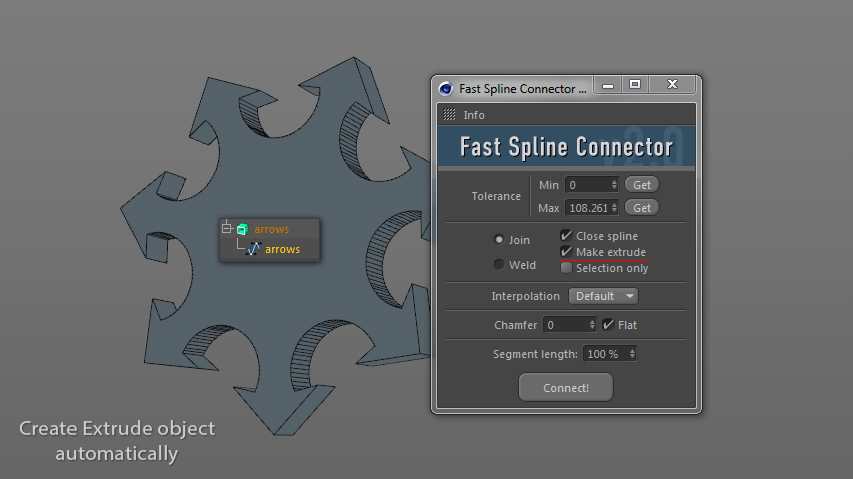 Fast Spline Connector ...
Info
Fast Spline Connector
v2.0
Tolerance
Min 0 Get
Max 108.261 Get
Join
Weld
Close spline
Make extrude
Selection only
Interpolation Default
Chamfer 0 Flat
Segment length: 100 %
Connect!
arrows
arrows
Create Extrude object
automatically